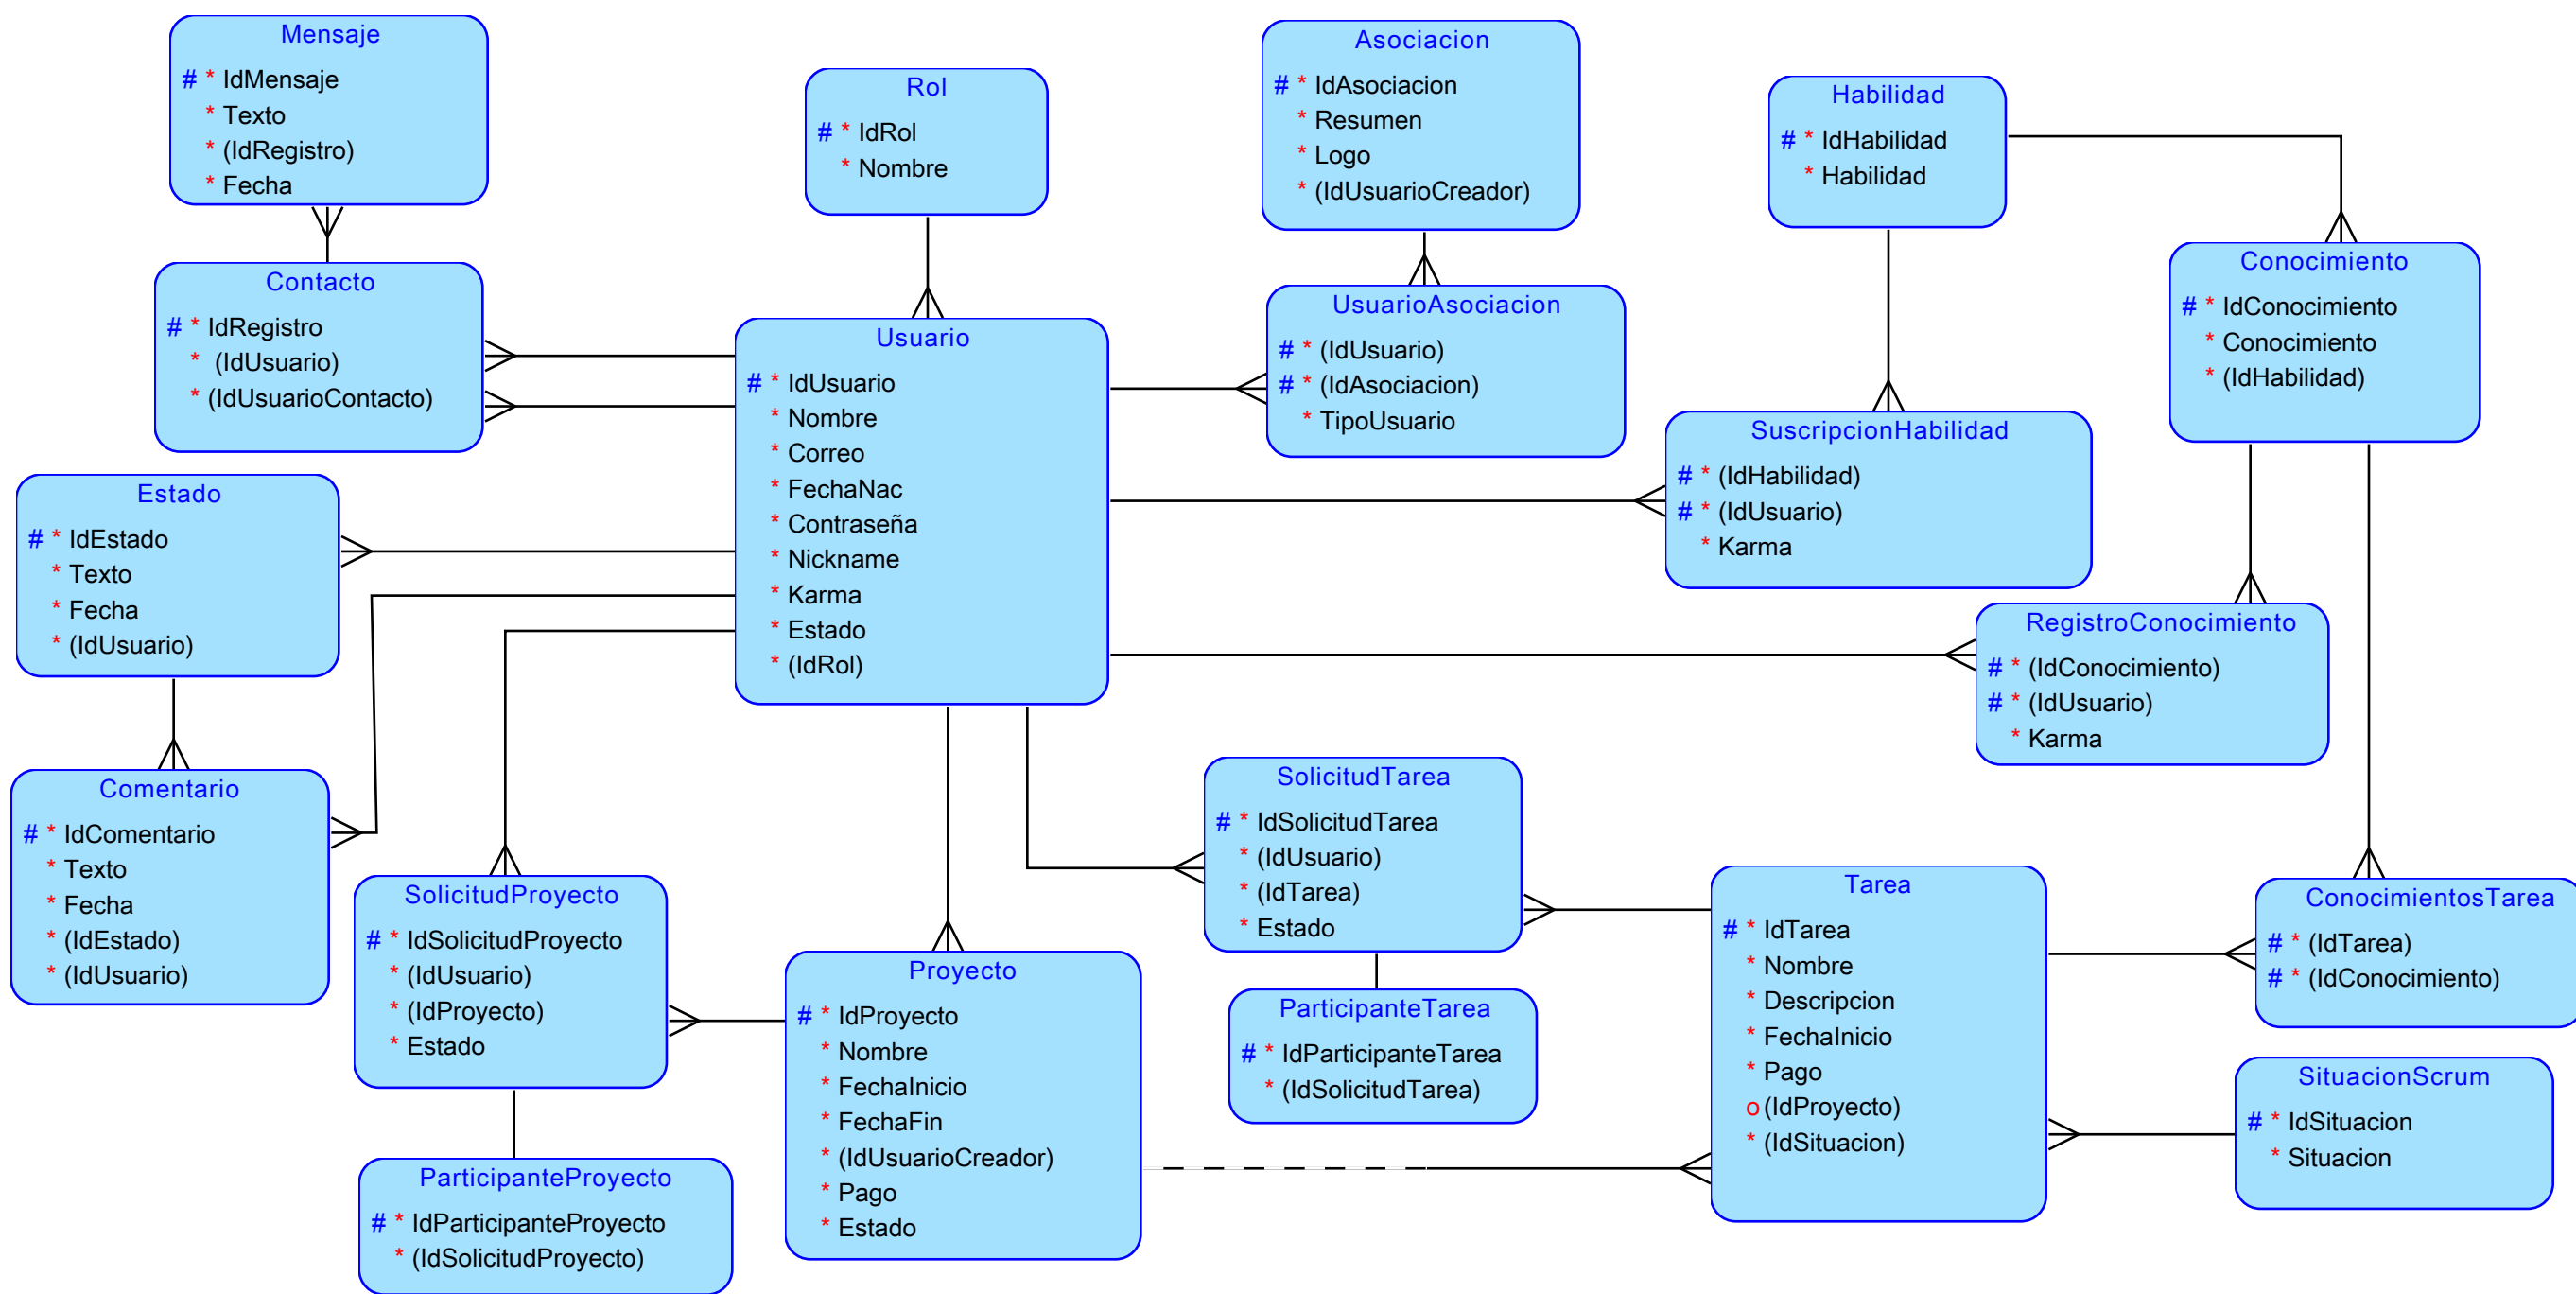 Mensaje
# * IdMensaje
* Texto
* (IdRegistro)
* Fecha
Rol
# * IdRol
* Nombre
Asociacion
# * IdAsociacion
* Resumen
* Logo
* (IdUsuarioCreador)
Habilidad
# * IdHabilidad
* Habilidad
Contacto
# * IdRegistro
* (IdUsuario)
* (IdUsuarioContacto)
Usuario
# * IdUsuario
* Nombre
* Correo
* FechaNac
* Contraseña
* Nickname
* Karma
* Estado
* (IdRol)
UsuarioAsociacion
# * (IdUsuario)
# * (IdAsociacion)
* TipoUsuario
Conocimiento
# * IdConocimiento
* Conocimiento
* (IdHabilidad)
SuscripcionHabilidad
# * (IdHabilidad)
# * (IdUsuario)
* Karma
Estado
# * IdEstado
* Texto
* Fecha
* (IdUsuario)
RegistroConocimiento
# * (IdConocimiento)
# * (IdUsuario)
* Karma
Comentario
# * IdComentario
* Texto
* Fecha
* (IdEstado)
* (IdUsuario)
SolicitudProyecto
# * IdSolicitudProyecto
* (IdUsuario)
* (IdProyecto)
* Estado
Proyecto
# * IdProyecto
* Nombre
* FechaInicio
* FechaFin
* (IdUsuarioCreador)
* Pago
* Estado
SolicitudTarea
# * IdSolicitudTarea
* (IdUsuario)
* (IdTarea)
* Estado
ParticipanteTarea
# * IdParticipanteTarea
* (IdSolicitudTarea)
Tarea
# * IdTarea
* Nombre
* Descripcion
* FechaInicio
* Pago
o (IdProyecto)
* (IdSituacion)
ConocimientosTarea
# * (IdTarea)
# * (IdConocimiento)
SituacionScrum
# * IdSituacion
* Situacion
ParticipanteProyecto
# * IdParticipanteProyecto
* (IdSolicitudProyecto)